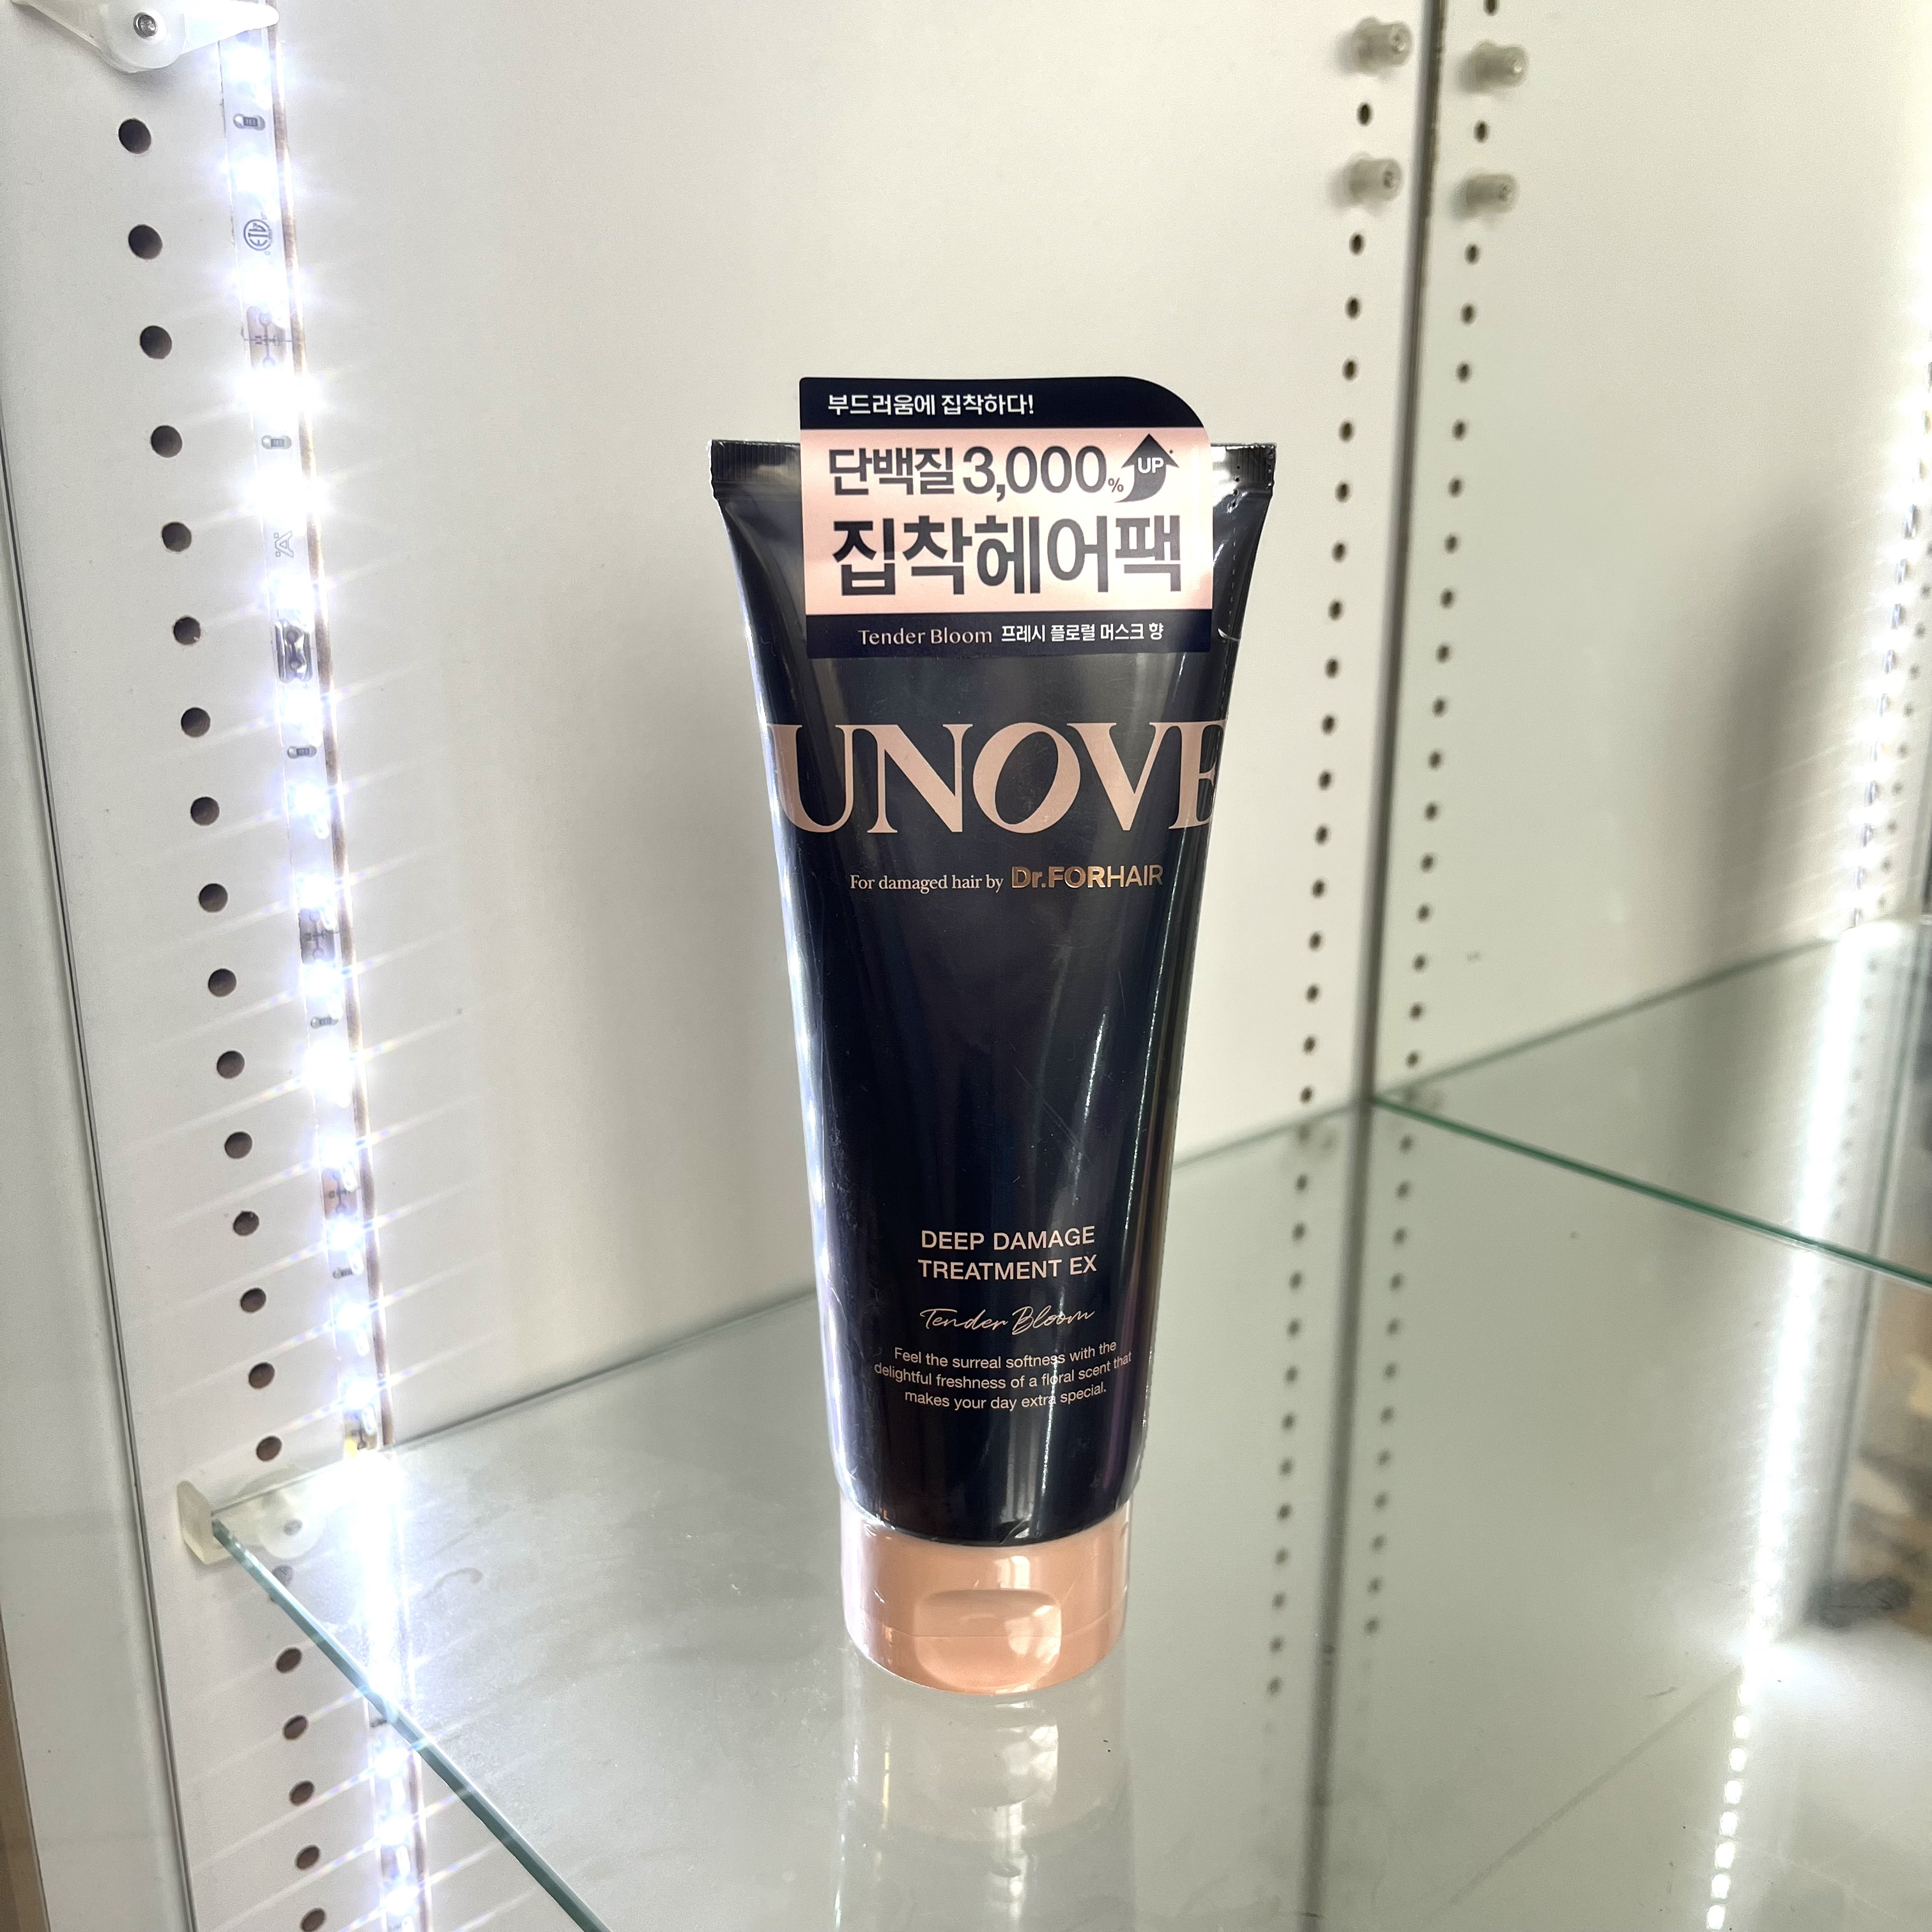 부드러움에 집착하다!
단백질 3,000% UP
집착헤어팩
Tender Bloom 프레시 플로럴 머스크 향
UNOVE
For damaged hair by Dr.FORHAIR
DEEP DAMAGE
TREATMENT EX
Tender Bloom
Feel the surreal softness with the
delightful freshness of a floral scent that
makes your day extra special.